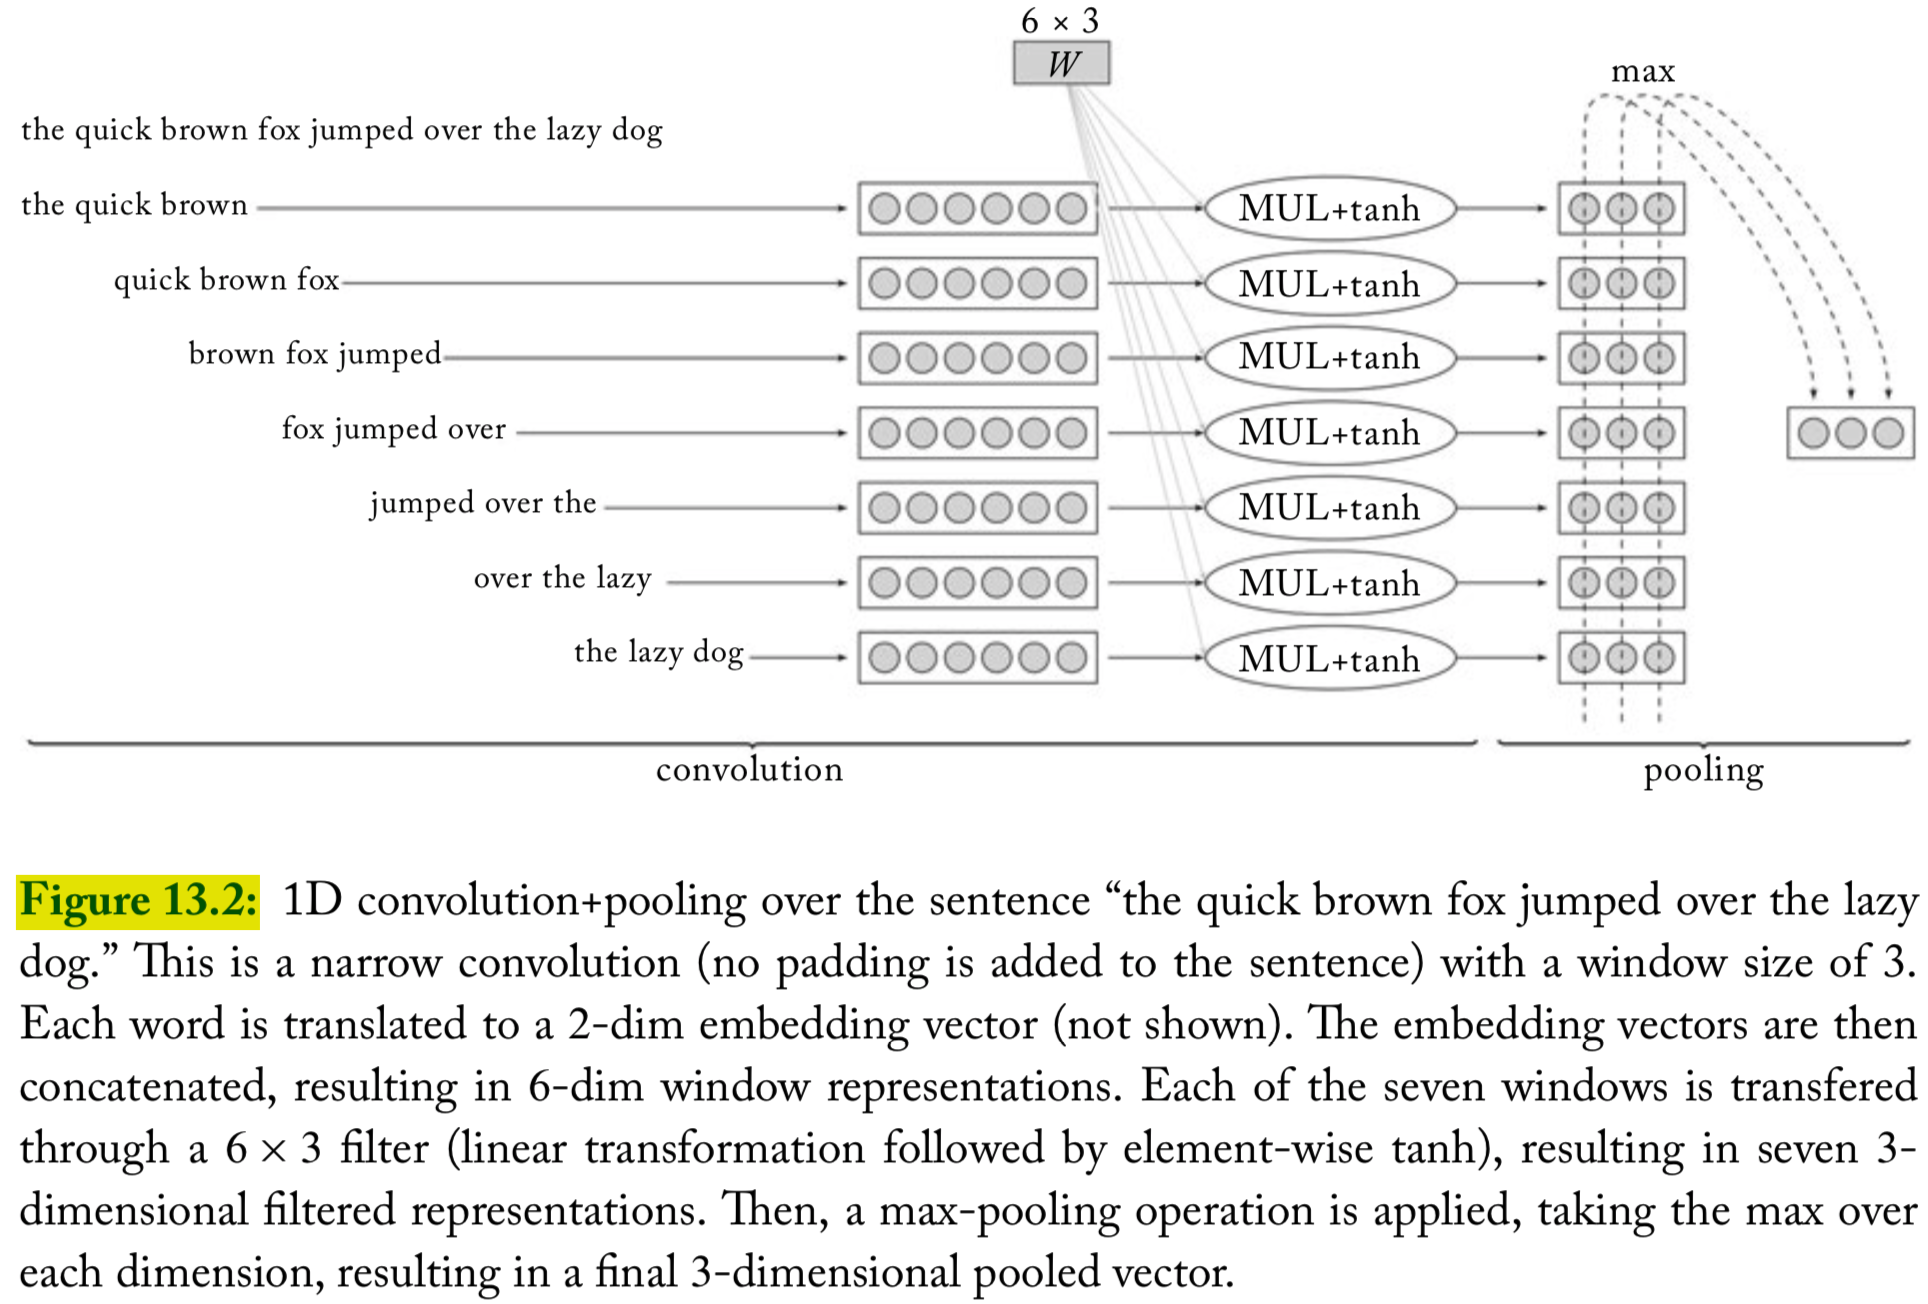 6 × 3
W
max
the quick brown fox jumped over the lazy dog
the quick brown
MUL+tanh
quick brown fox
MUL+tanh
brown fox jumped
MUL+tanh
fox jumped over
MUL+tanh
jumped over the
MUL+tanh
over the lazy
MUL+tanh
the lazy dog
MUL+tanh
convolution
pooling
Figure 13.2: 1D convolution+pooling over the sentence “the quick brown fox jumped over the lazy
dog.” This is a narrow convolution (no padding is added to the sentence) with a window size of 3.
Each word is translated to a 2-dim embedding vector (not shown). The embedding vectors are then
concatenated, resulting in 6-dim window representations. Each of the seven windows is transfered
through a 6 × 3 filter (linear transformation followed by element-wise tanh), resulting in seven 3-
dimensional filtered representations. Then, a max-pooling operation is applied, taking the max over
each dimension, resulting in a final 3-dimensional pooled vector.